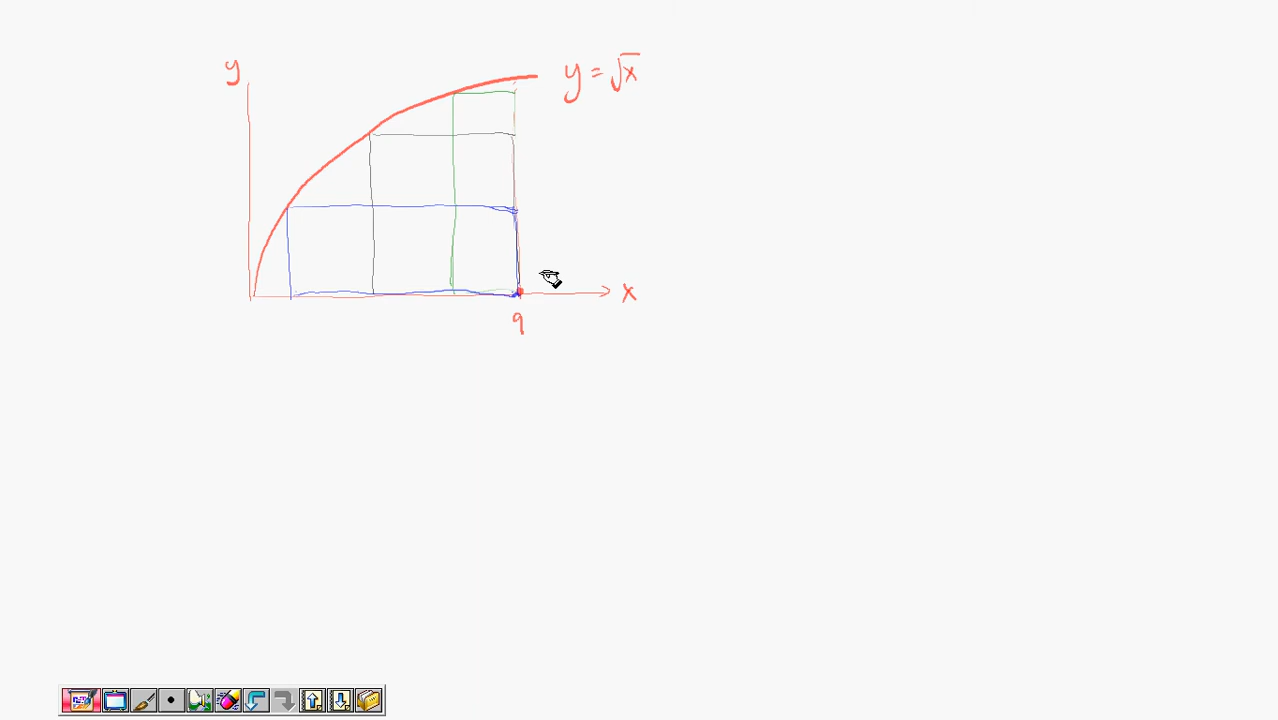 y
y = √x
x
9